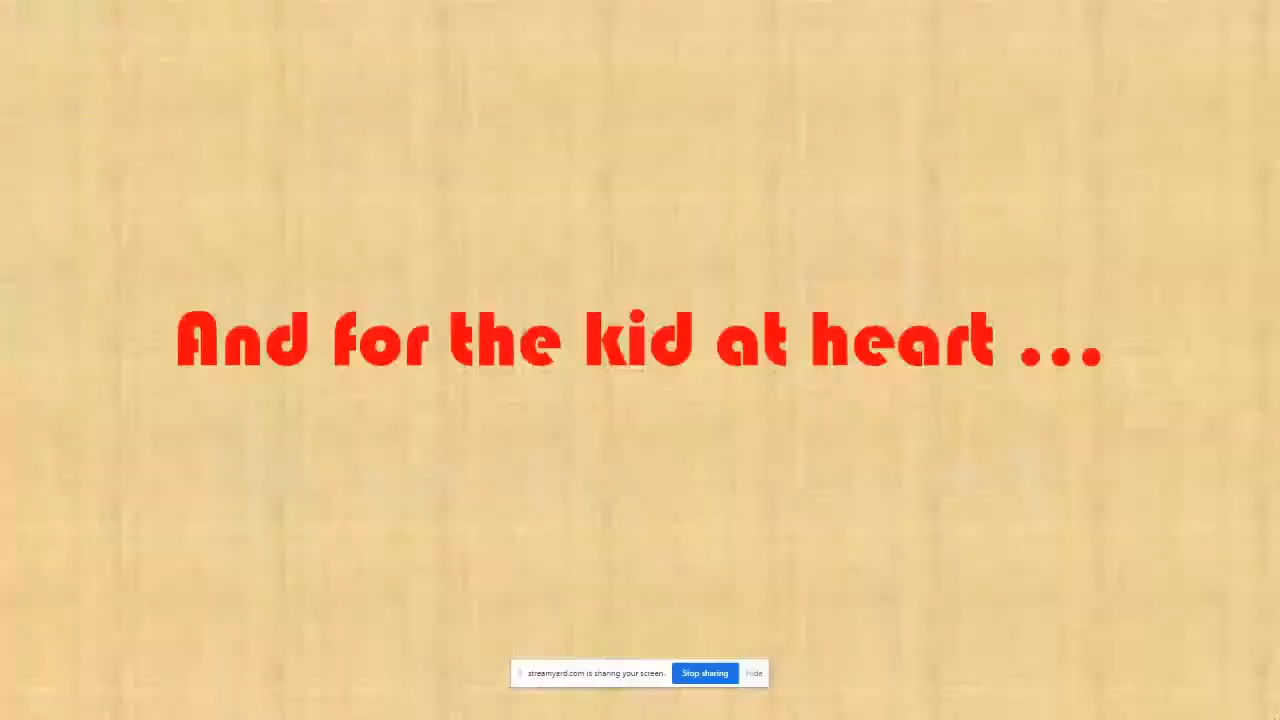 And for the kid at heart ...
streamyard.com is sharing your screen. Stop sharing Hide